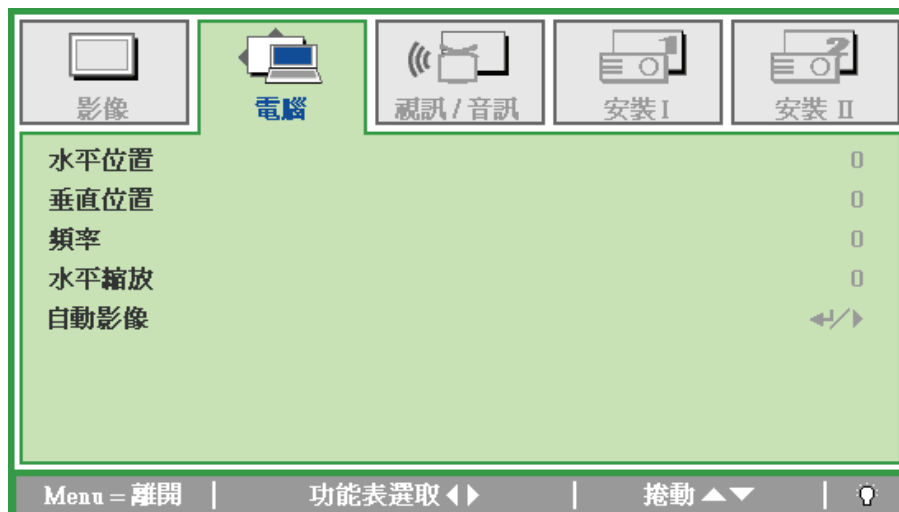 影像 電腦 視訊 / 音訊 安裝 I 安裝 II
水平位置 0
垂直位置 0
頻率 0
水平縮放 0
自動影像
Menu = 離開 功能表選取 捲動